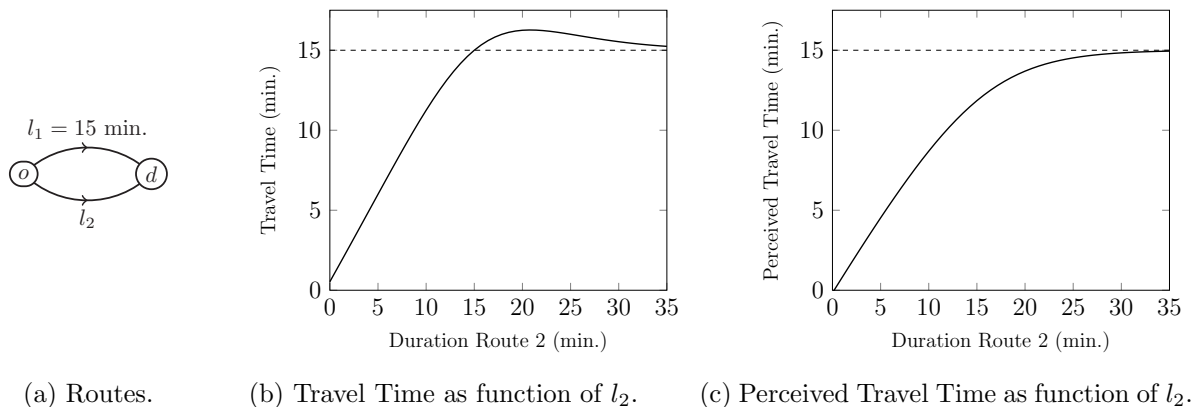 l₁ = 15 min.
o
d
l₂
(a) Routes.
Travel Time (min.)
15
10
5
0
0 5 10 15 20 25 30 35
Duration Route 2 (min.)
(b) Travel Time as function of l₂.
Perceived Travel Time (min.)
15
10
5
0
0 5 10 15 20 25 30 35
Duration Route 2 (min.)
(c) Perceived Travel Time as function of l₂.